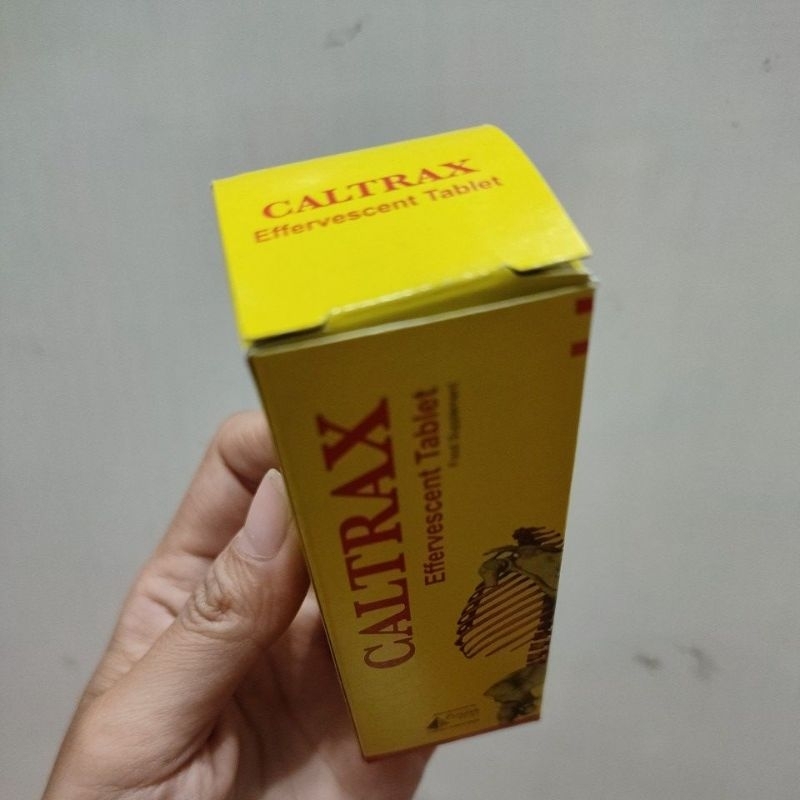 CALTRAX
Effervescent Tablet
CALTRAX
Effervescent Tablet
Food Supplement